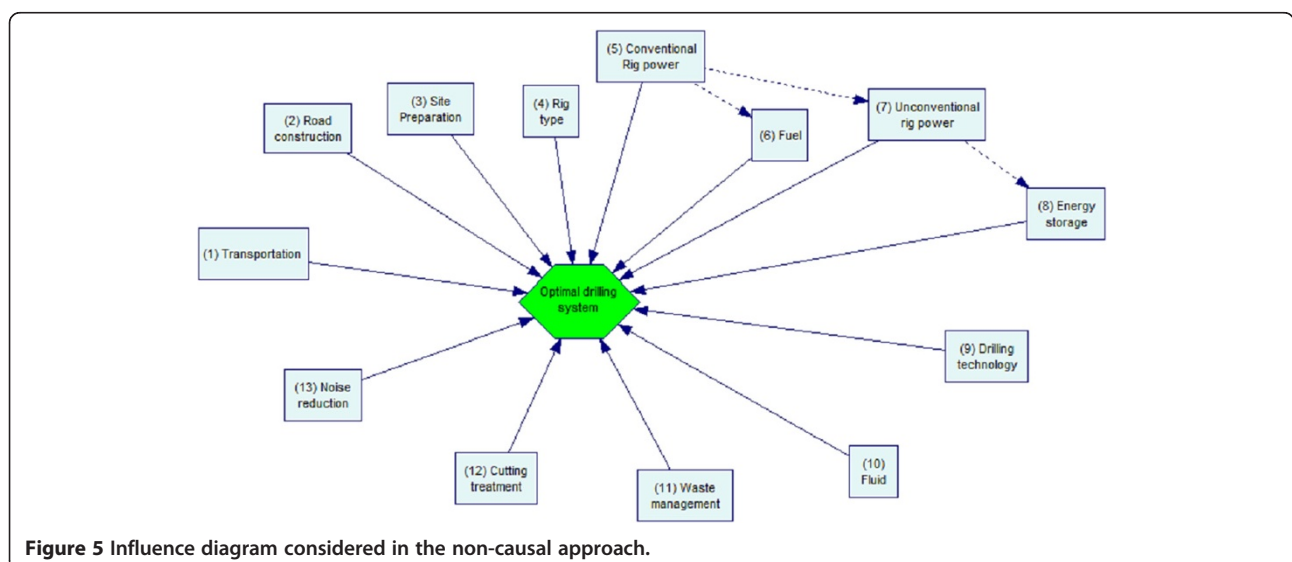 (5) Conventional
Rig power
(3) Site
Preparation
(4) Rig
type
(7) Unconventional
rig power
(2) Road
construction
(6) Fuel
(8) Energy
storage
(1) Transportation
Optimal drilling
system
(9) Drilling
technology
(13) Noise
reduction
(12) Cutting
treatment
(10)
Fluid
(11) Waste
management
Figure 5 Influence diagram considered in the non-causal approach.